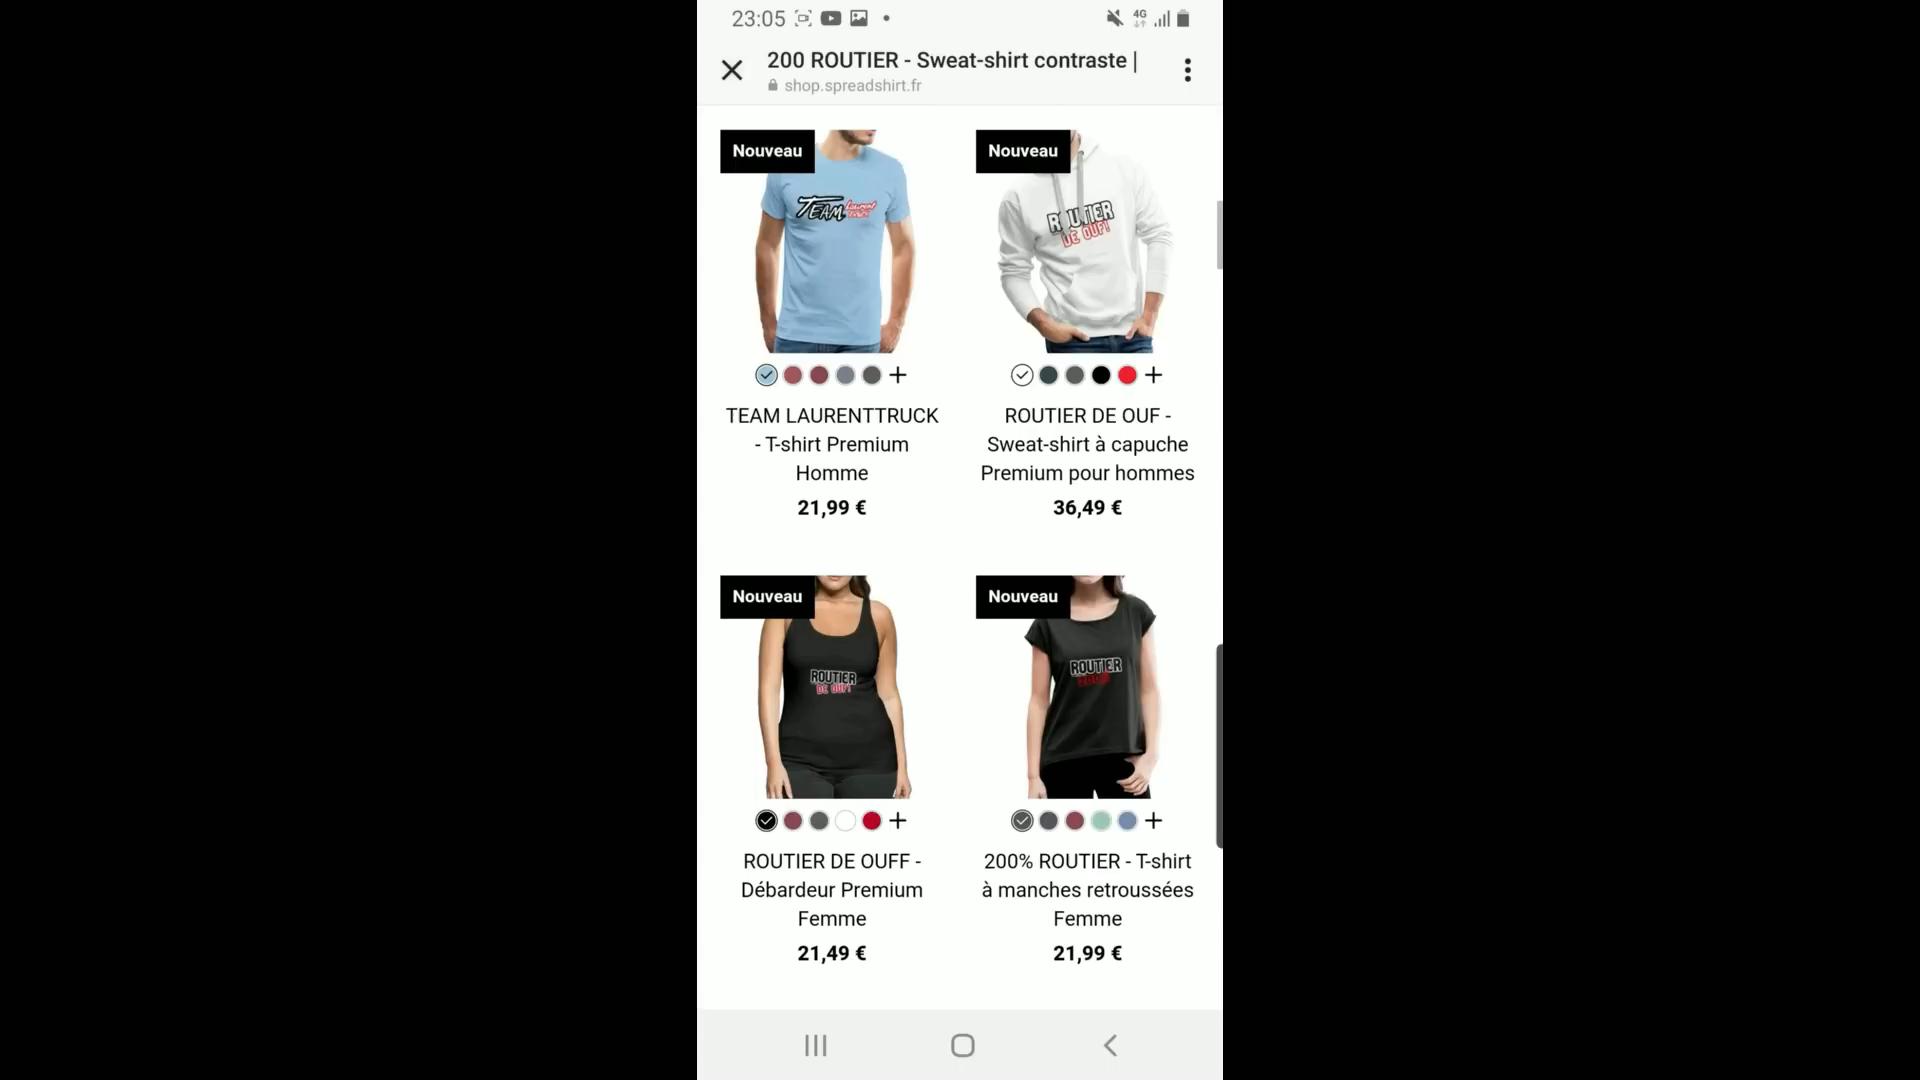 23:05
4G
200 ROUTIER - Sweat-shirt contraste |
shop.spreadshirt.fr
Nouveau
TEAM Laurent
Nouveau
ROUTIER
DE OUF!
TEAM LAURENTTRUCK
- T-shirt Premium
Homme
21,99 €
ROUTIER DE OUF -
Sweat-shirt à capuche
Premium pour hommes
36,49 €
Nouveau
ROUTIER
DE OUF!
Nouveau
ROUTIER
ROUTIER DE OUFF -
Débardeur Premium
Femme
21,49 €
200% ROUTIER - T-shirt
à manches retroussées
Femme
21,99 €